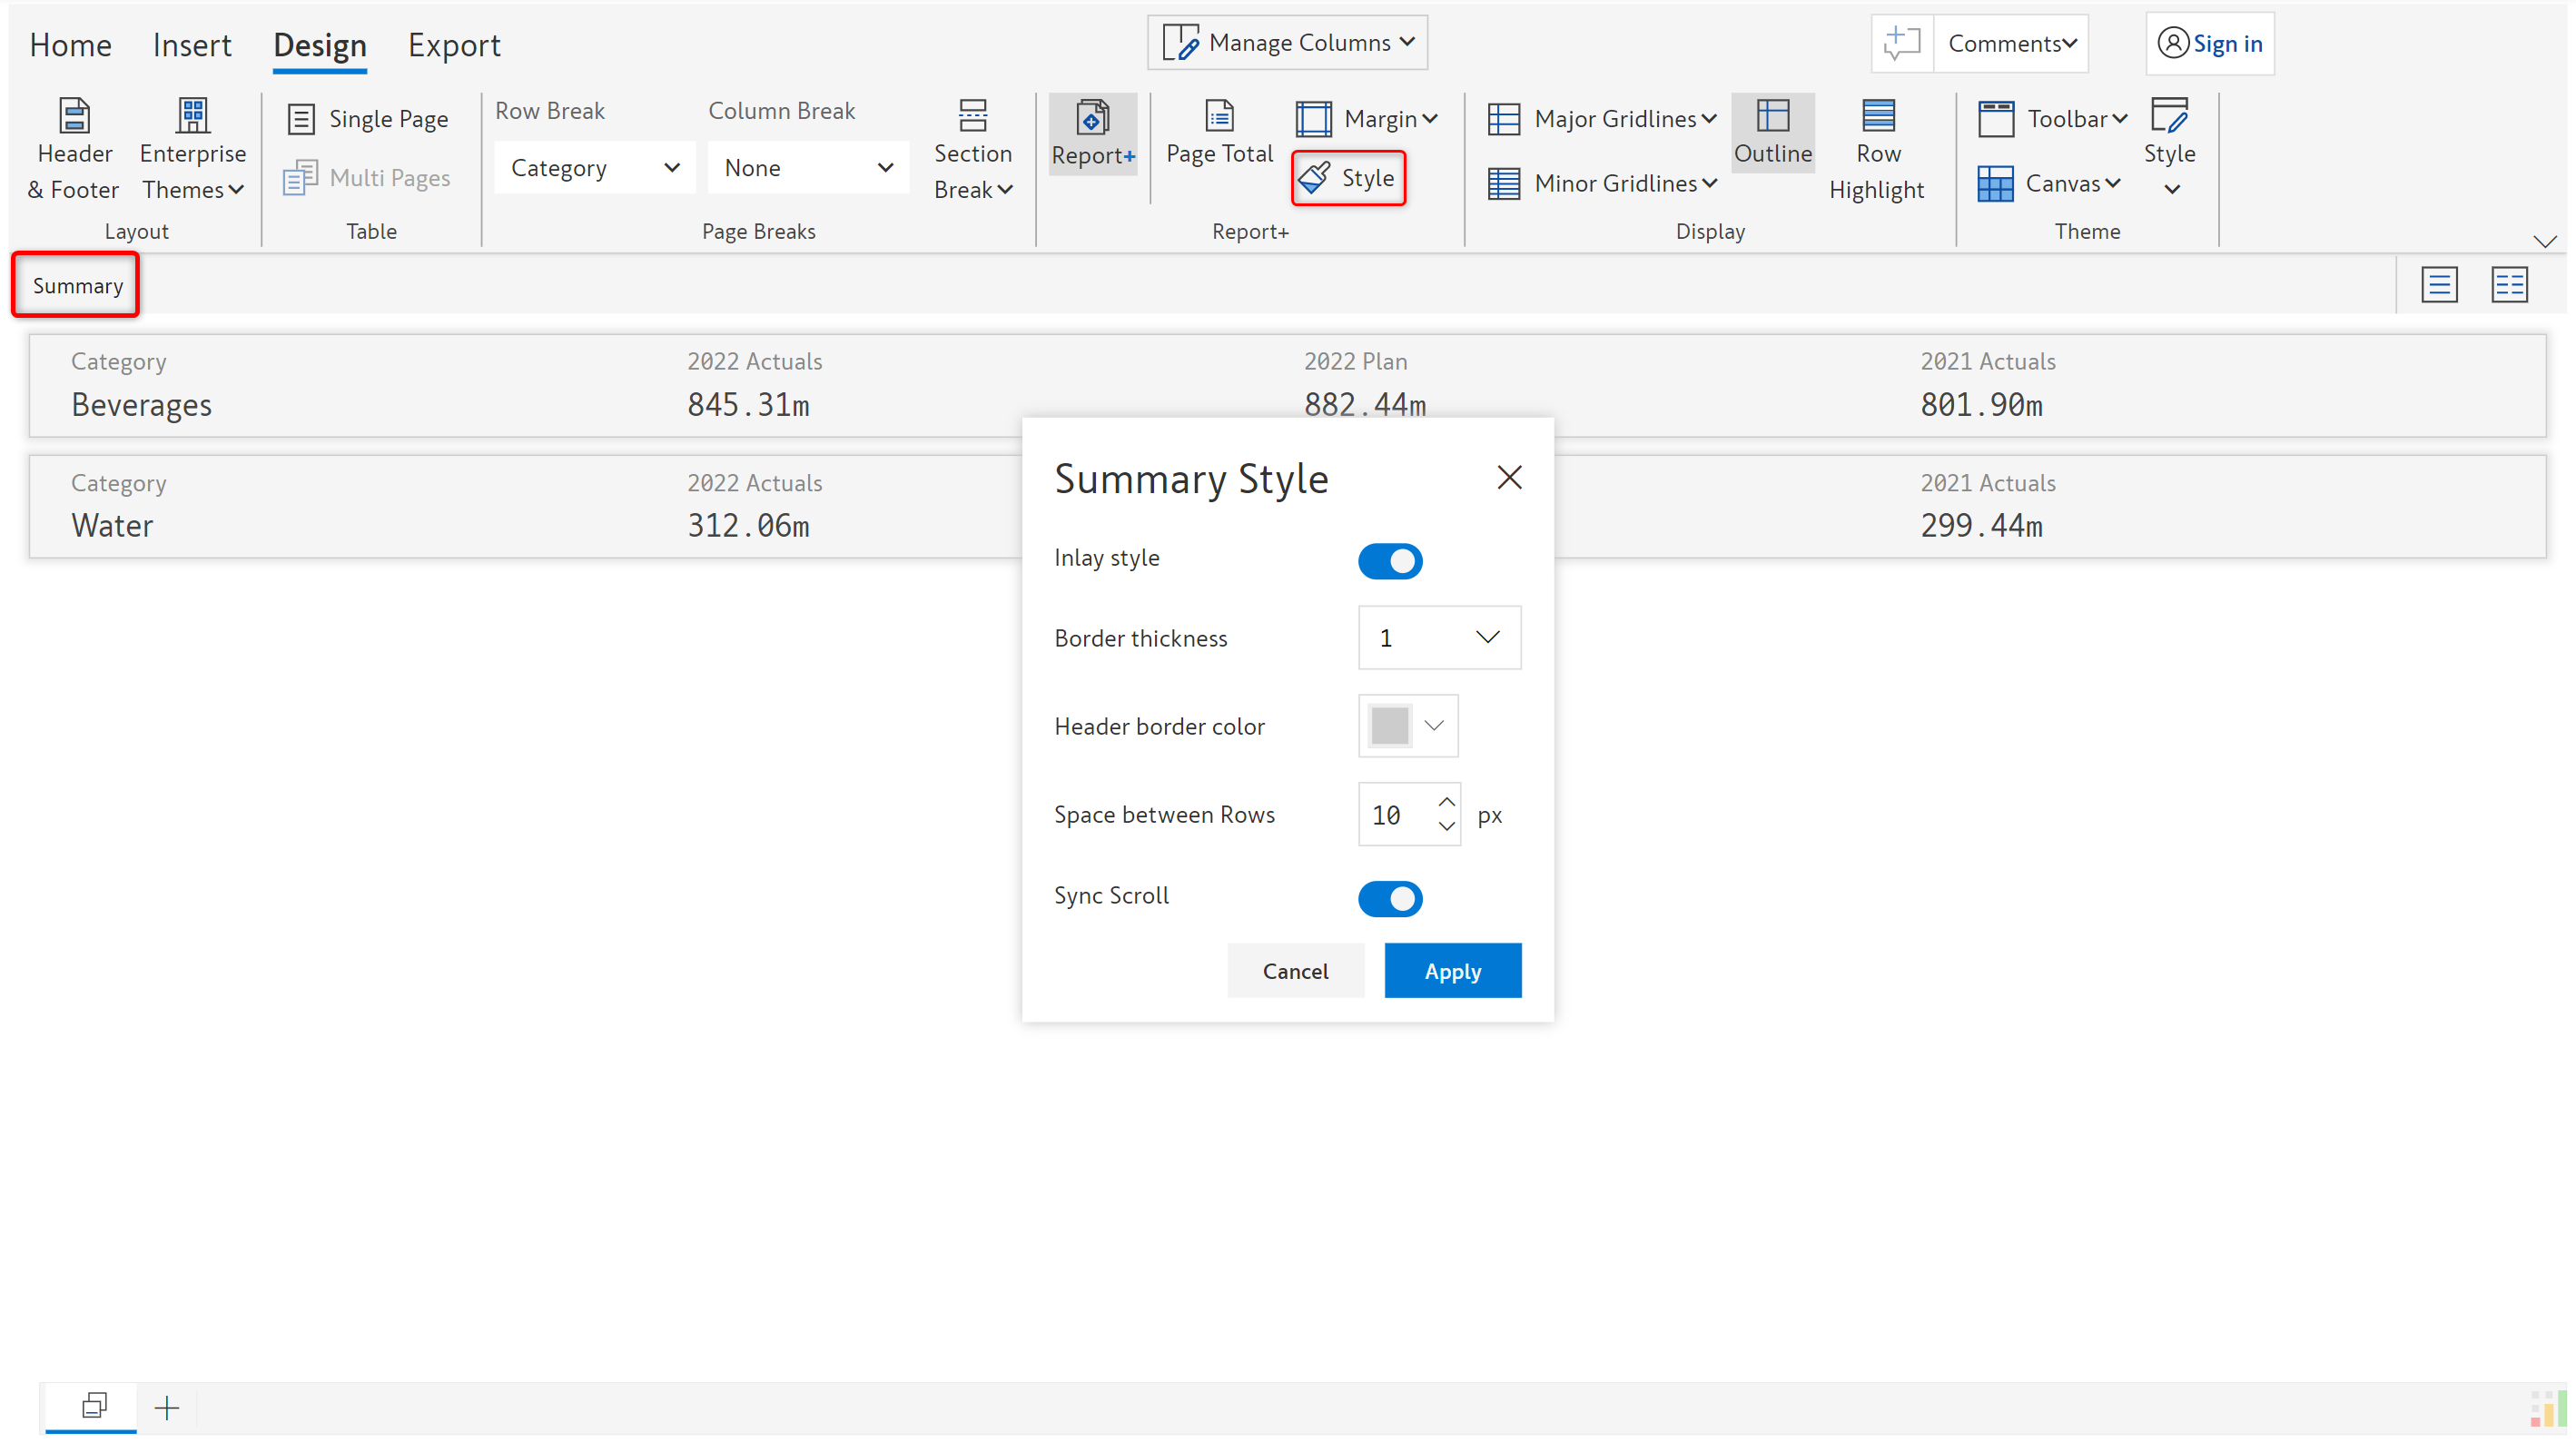 Home Insert Design Export
Manage Columns
Comments
Sign in
Header
& Footer
Enterprise
Themes
Layout
Single Page
Multi Pages
Table
Row Break
Category
Column Break
None
Section
Break
Page Breaks
Report+
Page Total
Margin
Style
Report+
Major Gridlines
Minor Gridlines
Outline
Row
Highlight
Display
Toolbar
Canvas
Style
Theme
Summary
Category 2022 Actuals 2022 Plan 2021 Actuals
Beverages 845.31m 882.44m 801.90m
Category 2022 Actuals 2021 Actuals
Water 312.06m 299.44m
Summary Style
Inlay style
Border thickness 1
Header border color
Space between Rows 10 px
Sync Scroll
Cancel Apply